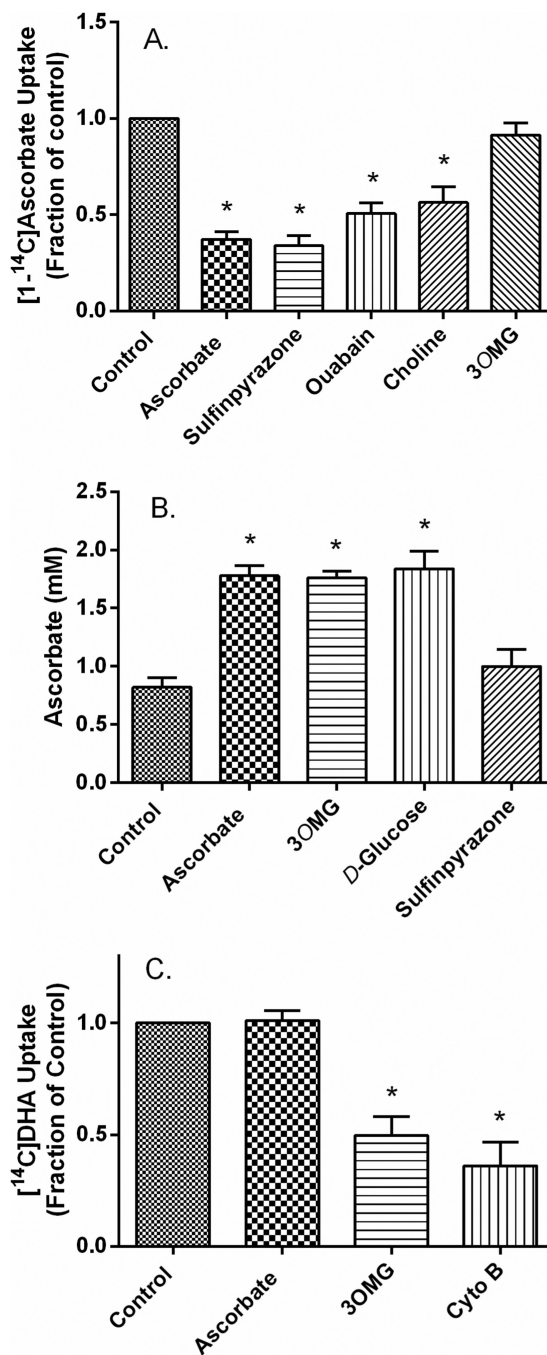 A.
[1-¹⁴C]Ascorbate Uptake
(Fraction of control)
1.5
1.0
0.5
0.0
* * * *
Control
Ascorbate
Sulfinpyrazone
Ouabain
Choline
3OMG
B.
Ascorbate (mM)
2.5
2.0
1.5
1.0
0.5
0.0
* * *
Control
Ascorbate
3OMG
D-Glucose
Sulfinpyrazone
C.
[¹⁴C]DHA Uptake
(Fraction of Control)
1.0
0.5
0.0
* *
Control
Ascorbate
3OMG
Cyto B